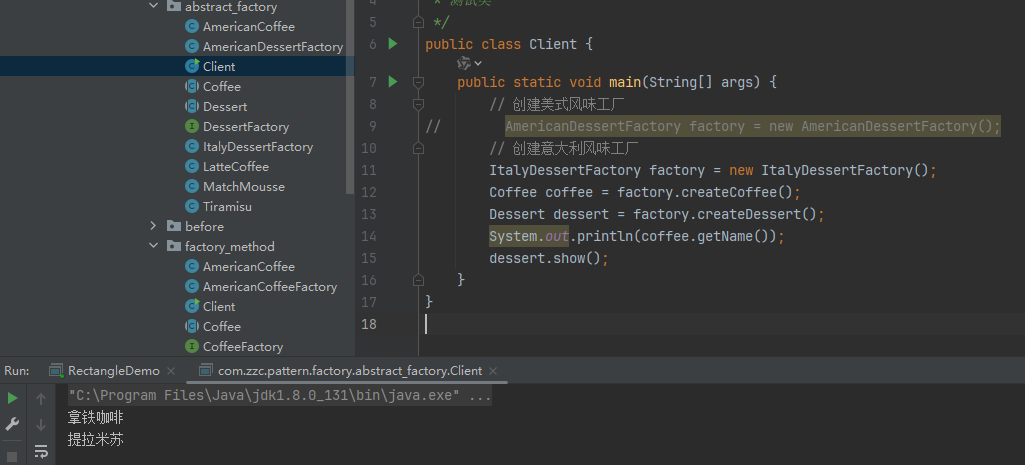 abstract_factory
AmericanCoffee
AmericanDessertFactory
Client
Coffee
Dessert
DessertFactory
ItalyDessertFactory
LatteCoffee
MatchMousse
Tiramisu
before
factory_method
AmericanCoffee
AmericanCoffeeFactory
Client
Coffee
CoffeeFactory
4 * 测试类
5 */
6 public class Client {
7 public static void main(String[] args) {
8 // 创建美式风味工厂
9 // AmericanDessertFactory factory = new AmericanDessertFactory();
10 // 创建意大利风味工厂
11 ItalyDessertFactory factory = new ItalyDessertFactory();
12 Coffee coffee = factory.createCoffee();
13 Dessert dessert = factory.createDessert();
14 System.out.println(coffee.getName());
15 dessert.show();
16 }
17 }
18
Run: RectangleDemo com.zzc.pattern.factory.abstract_factory.Client
"C:\Program Files\Java\jdk1.8.0_131\bin\java.exe" ...
拿铁咖啡
提拉米苏